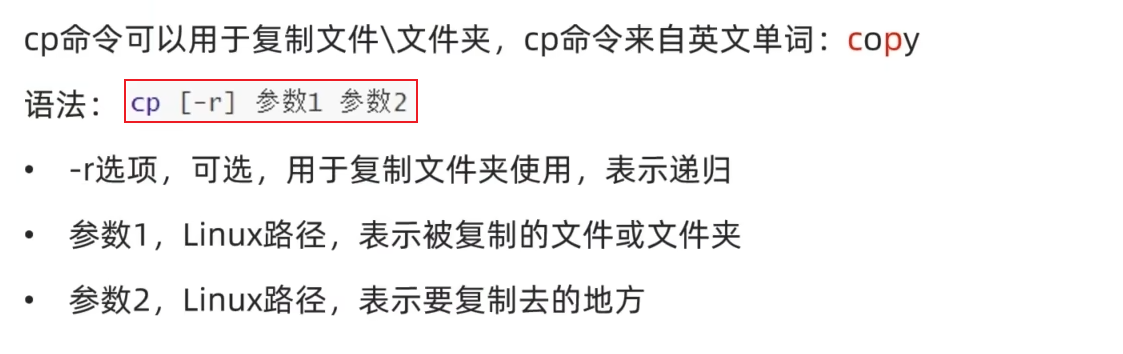 cp命令可以用于复制文件\文件夹，cp命令来自英文单词：copy
语法： cp [-r] 参数1 参数2
• -r选项，可选，用于复制文件夹使用，表示递归
• 参数1，Linux路径，表示被复制的文件或文件夹
• 参数2，Linux路径，表示要复制去的地方